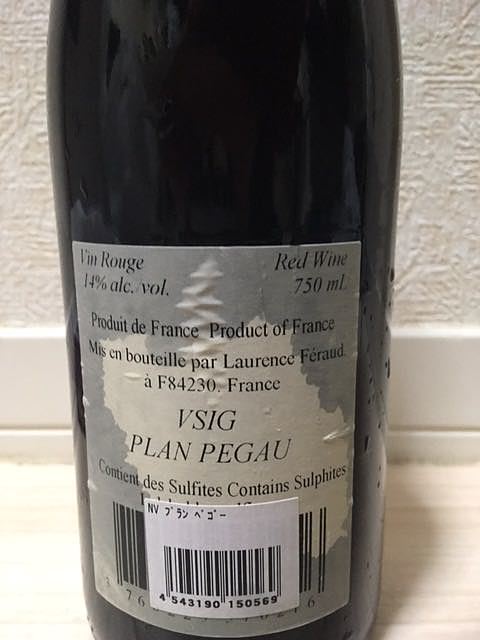 Vin Rouge Red Wine
14% alc./vol. 750 mL
Produit de France Product of France
Mis en bouteille par Laurence Féraud.
à F84230. France
VSIG
PLAN PEGAU
Contient des Sulfites Contains Sulphites
NV プラン ペゴー
4 543190 150569